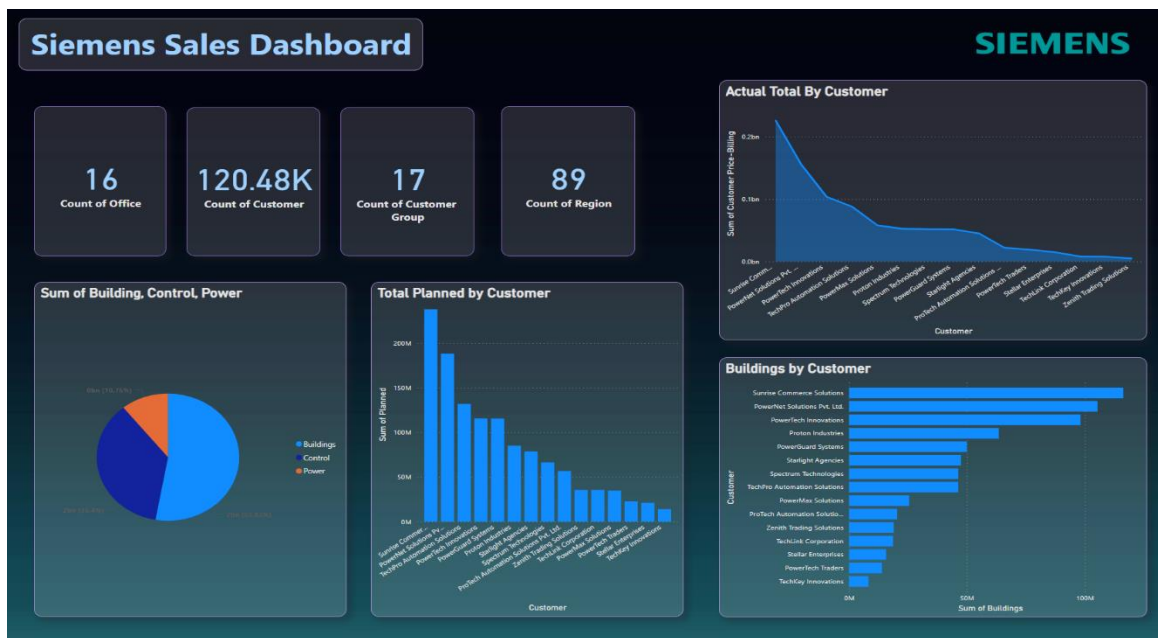 Siemens Sales Dashboard
SIEMENS
16
Count of Office
120.48K
Count of Customer
17
Count of Customer
Group
89
Count of Region
Actual Total By Customer
Sum of Customer Price-Billing
0.2bn
0.1bn
0.0bn
Sunrise Comm...
PowerNet Solutions Pvt. ...
PowerTech Innovations
TechPro Automation Solutions
PowerMax Solutions
Proton Industries
Spectrum Technologies
PowerGuard Systems
Starlight Agencies
ProTech Automation Solutions ...
PowerTech Traders
Stellar Enterprises
TechLink Corporation
TechKey Innovations
Zenith Trading Solutions
Customer
Sum of Building, Control, Power
Buildings
Control
Power
Total Planned by Customer
Sum of Planned
200M
150M
100M
50M
0M
Sunrise Commer...
PowerNet Solutions Pv...
TechPro Automation Solutions
PowerTech Innovations
PowerGuard Systems
Proton Industries
Starlight Agencies
Spectrum Technologies
ProTech Automation Solutions Pvt. Ltd.
Zenith Trading Solutions
TechLink Corporation
PowerMax Solutions
PowerTech Traders
Stellar Enterprises
TechKey Innovations
Customer
Buildings by Customer
Customer
Sunrise Commerce Solutions
PowerNet Solutions Pvt. Ltd.
PowerTech Innovations
Proton Industries
PowerGuard Systems
Starlight Agencies
Spectrum Technologies
TechPro Automation Solutions
PowerMax Solutions
ProTech Automation Solutio...
Zenith Trading Solutions
TechLink Corporation
Stellar Enterprises
PowerTech Traders
TechKey Innovations
0M
50M
100M
Sum of Buildings